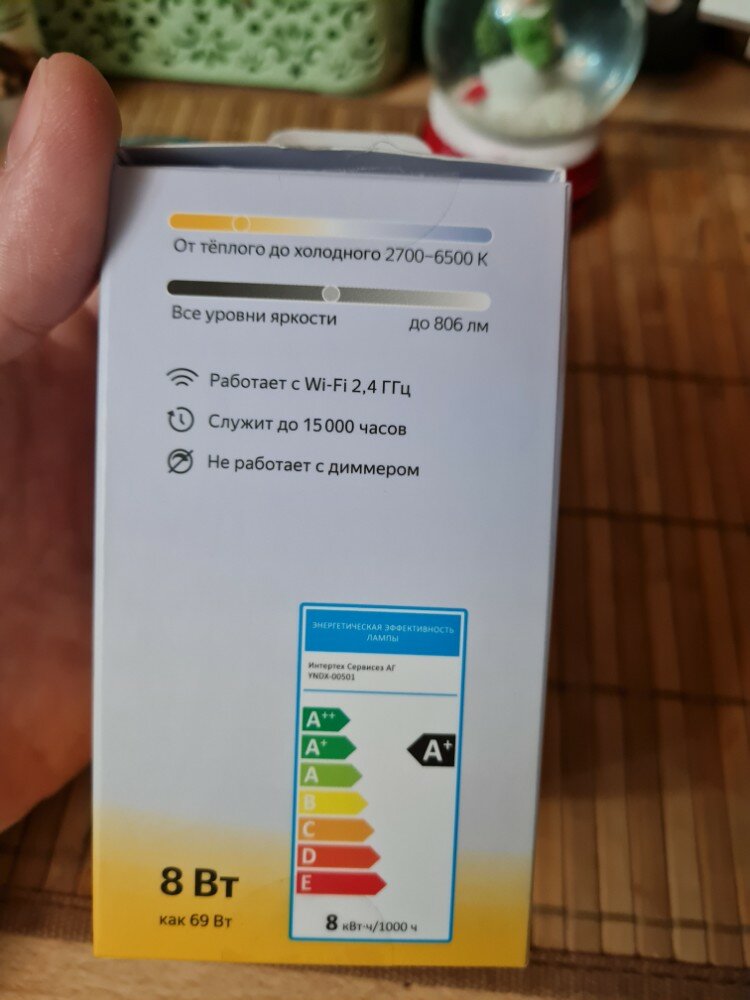 От тёплого до холодного 2700–6500 К
Все уровни яркости до 806 лм
Работает с Wi-Fi 2,4 ГГц
Служит до 15 000 часов
Не работает с диммером
ЭНЕРГЕТИЧЕСКАЯ ЭФФЕКТИВНОСТЬ
ЛАМПЫ
Интертех Сервисез АГ
YNDX-00501
A++
A+ A+
A
B
C
D
E
8 Вт
как 69 Вт
8 кВт·ч/1000 ч